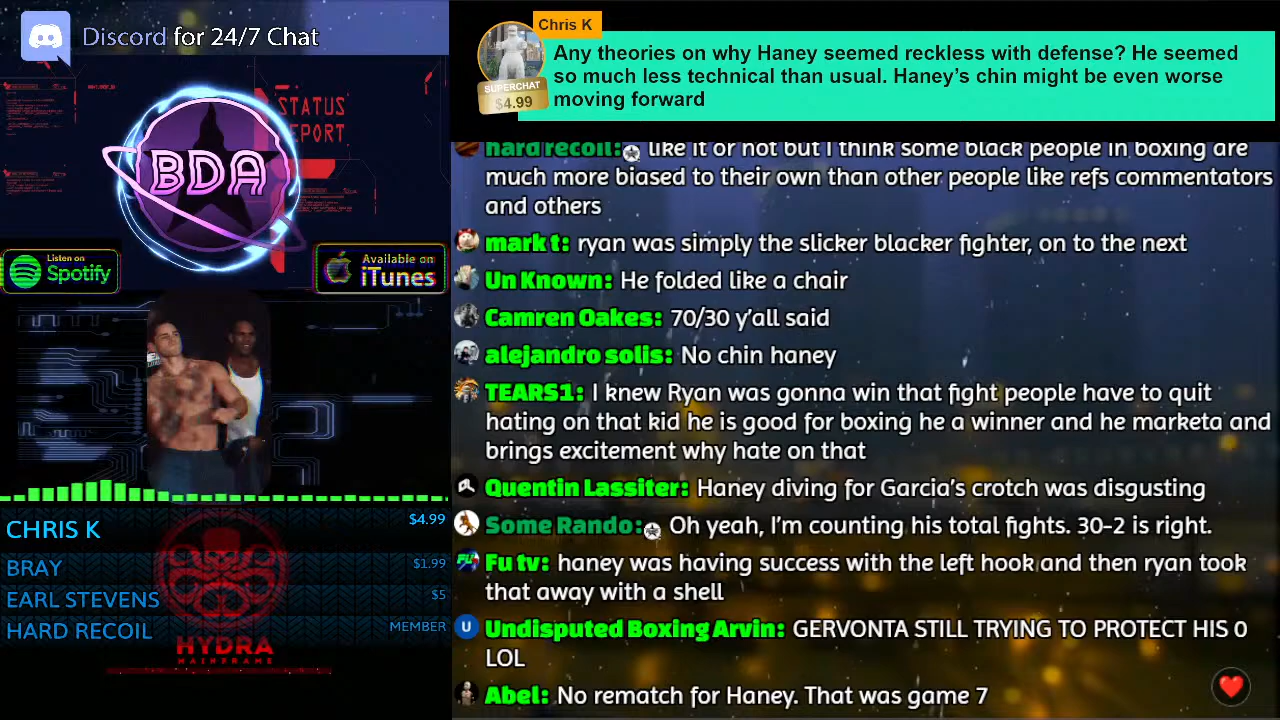 Discord for 24/7 Chat
STATUS
REPORT
BDA
Listen on
Spotify
Available on
iTunes
CHRIS K $4.99
BRAY $1.99
EARL STEVENS $5
HARD RECOIL MEMBER
HYDRA
MAINFRAME
Chris K
SUPERCHAT
$4.99
Any theories on why Haney seemed reckless with defense? He seemed
so much less technical than usual. Haney’s chin might be even worse
moving forward
hard recoil: like it or not but I think some black people in boxing are
much more biased to their own than other people like refs commentators
and others
mark t: ryan was simply the slicker blacker fighter, on to the next
Un Known: He folded like a chair
Camren Oakes: 70/30 y’all said
alejandro solis: No chin haney
TEARS1: I knew Ryan was gonna win that fight people have to quit
hating on that kid he is good for boxing he a winner and he marketa and
brings excitement why hate on that
Quentin Lassiter: Haney diving for Garcia’s crotch was disgusting
Some Rando: Oh yeah, I’m counting his total fights. 30-2 is right.
Fu tv: haney was having success with the left hook and then ryan took
that away with a shell
U
Undisputed Boxing Arvin: GERVONTA STILL TRYING TO PROTECT HIS 0
LOL
Abel: No rematch for Haney. That was game 7